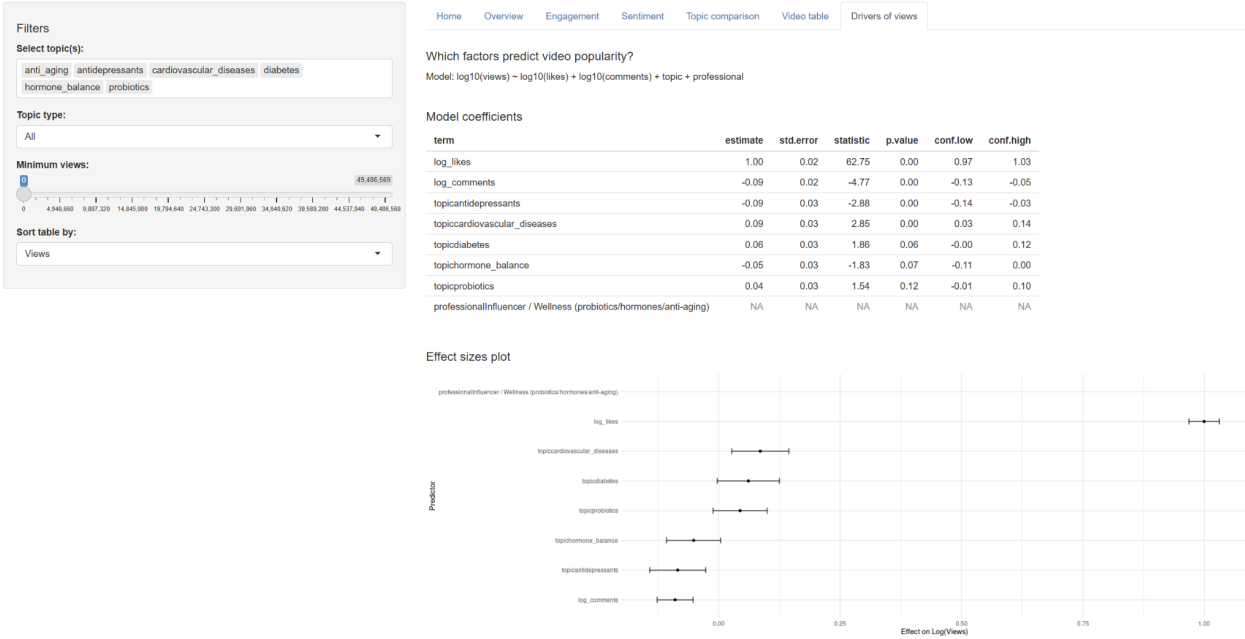 Filters
Select topic(s):
anti_aging antidepressants cardiovascular_diseases diabetes
hormone_balance probiotics
Topic type:
All
Minimum views:
0 49,486,569
0 4,948,660 9,897,320 14,845,980 19,794,640 24,743,300 29,691,960 34,640,620 39,589,280 44,537,940 49,486,569
Sort table by:
Views
Home Overview Engagement Sentiment Topic comparison Video table Drivers of views
Which factors predict video popularity?
Model: log10(views) ~ log10(likes) + log10(comments) + topic + professional
Model coefficients
term estimate std.error statistic p.value conf.low conf.high
log_likes 1.00 0.02 62.75 0.00 0.97 1.03
log_comments -0.09 0.02 -4.77 0.00 -0.13 -0.05
topicantidepressants -0.09 0.03 -2.88 0.00 -0.14 -0.03
topiccardiovascular_diseases 0.09 0.03 2.85 0.00 0.03 0.14
topicdiabetes 0.06 0.03 1.86 0.06 -0.00 0.12
topichormone_balance -0.05 0.03 -1.83 0.07 -0.11 0.00
topicprobiotics 0.04 0.03 1.54 0.12 -0.01 0.10
professionalInfluencer / Wellness (probiotics/hormones/anti-aging) NA NA NA NA NA NA
Effect sizes plot
professionalInfluencer / Wellness (probiotics/hormones/anti-aging)
log_likes
topiccardiovascular_diseases
topicdiabetes
topicprobiotics
topichormone_balance
topicantidepressants
log_comments
Predictor
0.00 0.25 0.50 0.75 1.00
Effect on Log(Views)